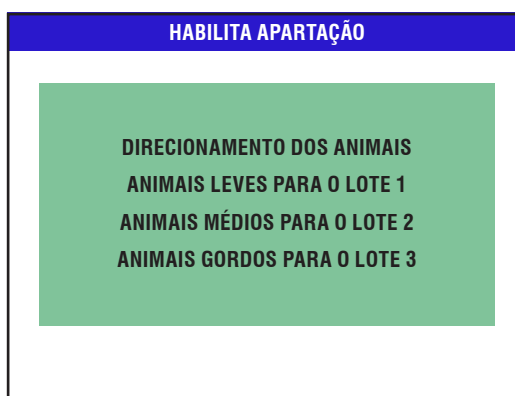 HABILITA APARTAÇÃO
DIRECIONAMENTO DOS ANIMAIS
ANIMAIS LEVES PARA O LOTE 1
ANIMAIS MÉDIOS PARA O LOTE 2
ANIMAIS GORDOS PARA O LOTE 3